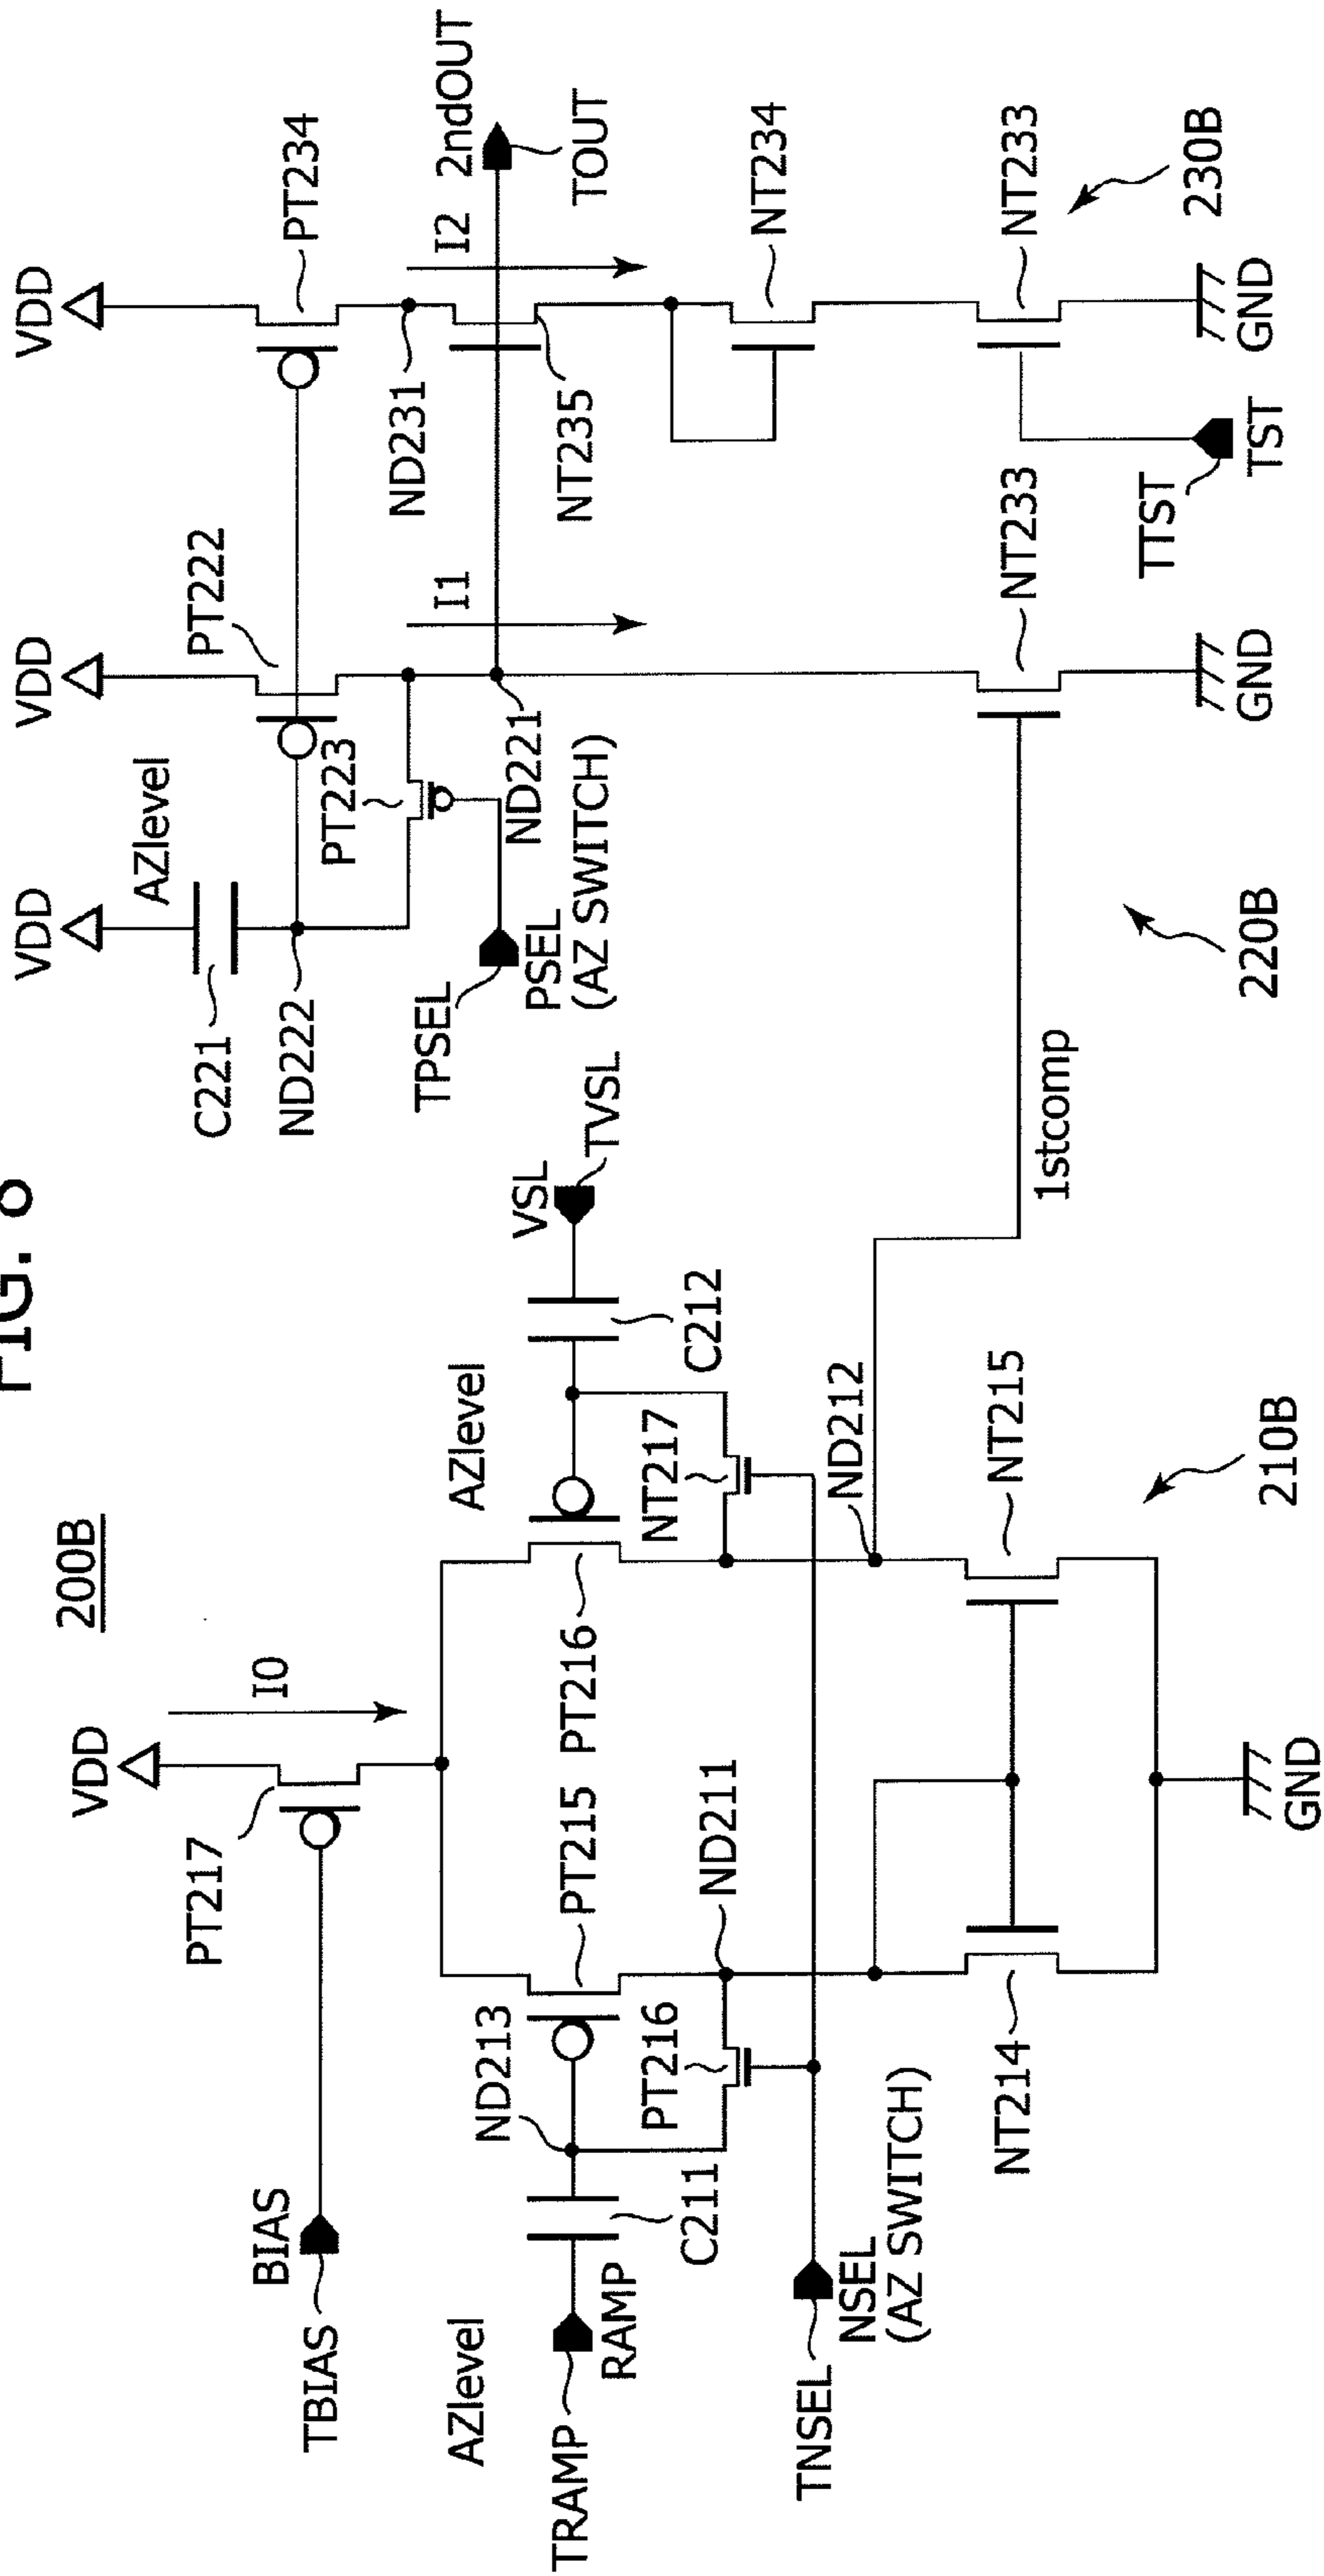 FIG. 8
200B
VDD
I0
PT217
BIAS
TBIAS
AZlevel
TRAMP
RAMP
C211
ND213
PT215
PT216
AZlevel
VSL
TVSL
C212
PT216
ND211
NT217
ND212
TNSEL
NSEL
(AZ SWITCH)
NT214
NT215
GND
210B
1stcomp
VDD
AZlevel
C221
ND222
VDD
PT222
PT223
TPSEL
PSEL
(AZ SWITCH)
ND221
I1
NT233
GND
220B
VDD
PT234
ND231
I2
2ndOUT
TOUT
NT235
NT234
NT233
TTST
TST
GND
230B